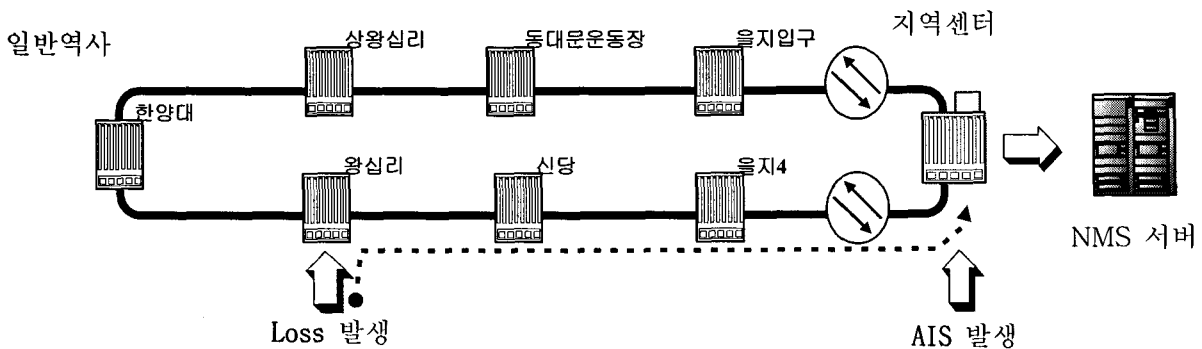 일반역사
상왕십리
동대문운동장
을지입구
지역센터
한양대
왕십리
신당
을지4
NMS 서버
Loss 발생
AIS 발생